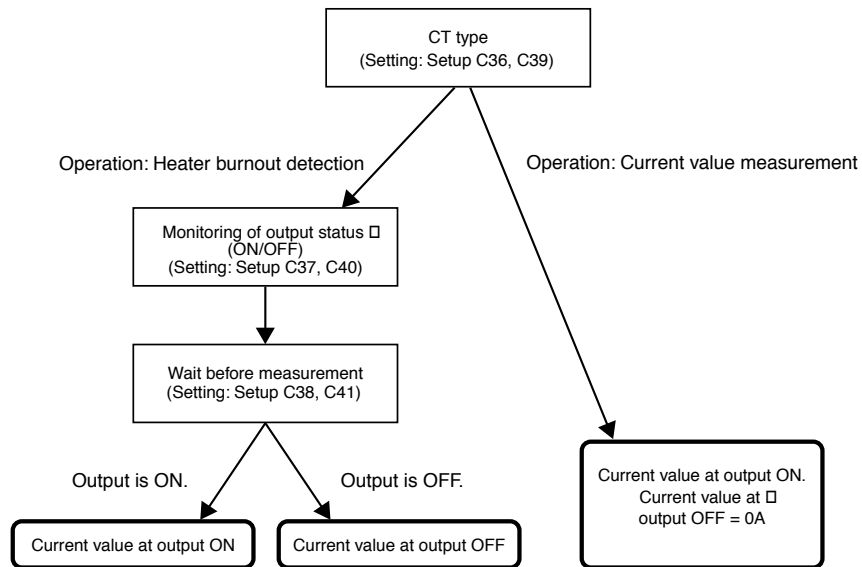 CT type
(Setting: Setup C36, C39)
Operation: Heater burnout detection
Operation: Current value measurement
Monitoring of output status □
(ON/OFF)
(Setting: Setup C37, C40)
Wait before measurement
(Setting: Setup C38, C41)
Output is ON.
Output is OFF.
Current value at output ON.
Current value at □
output OFF = 0A
Current value at output ON
Current value at output OFF